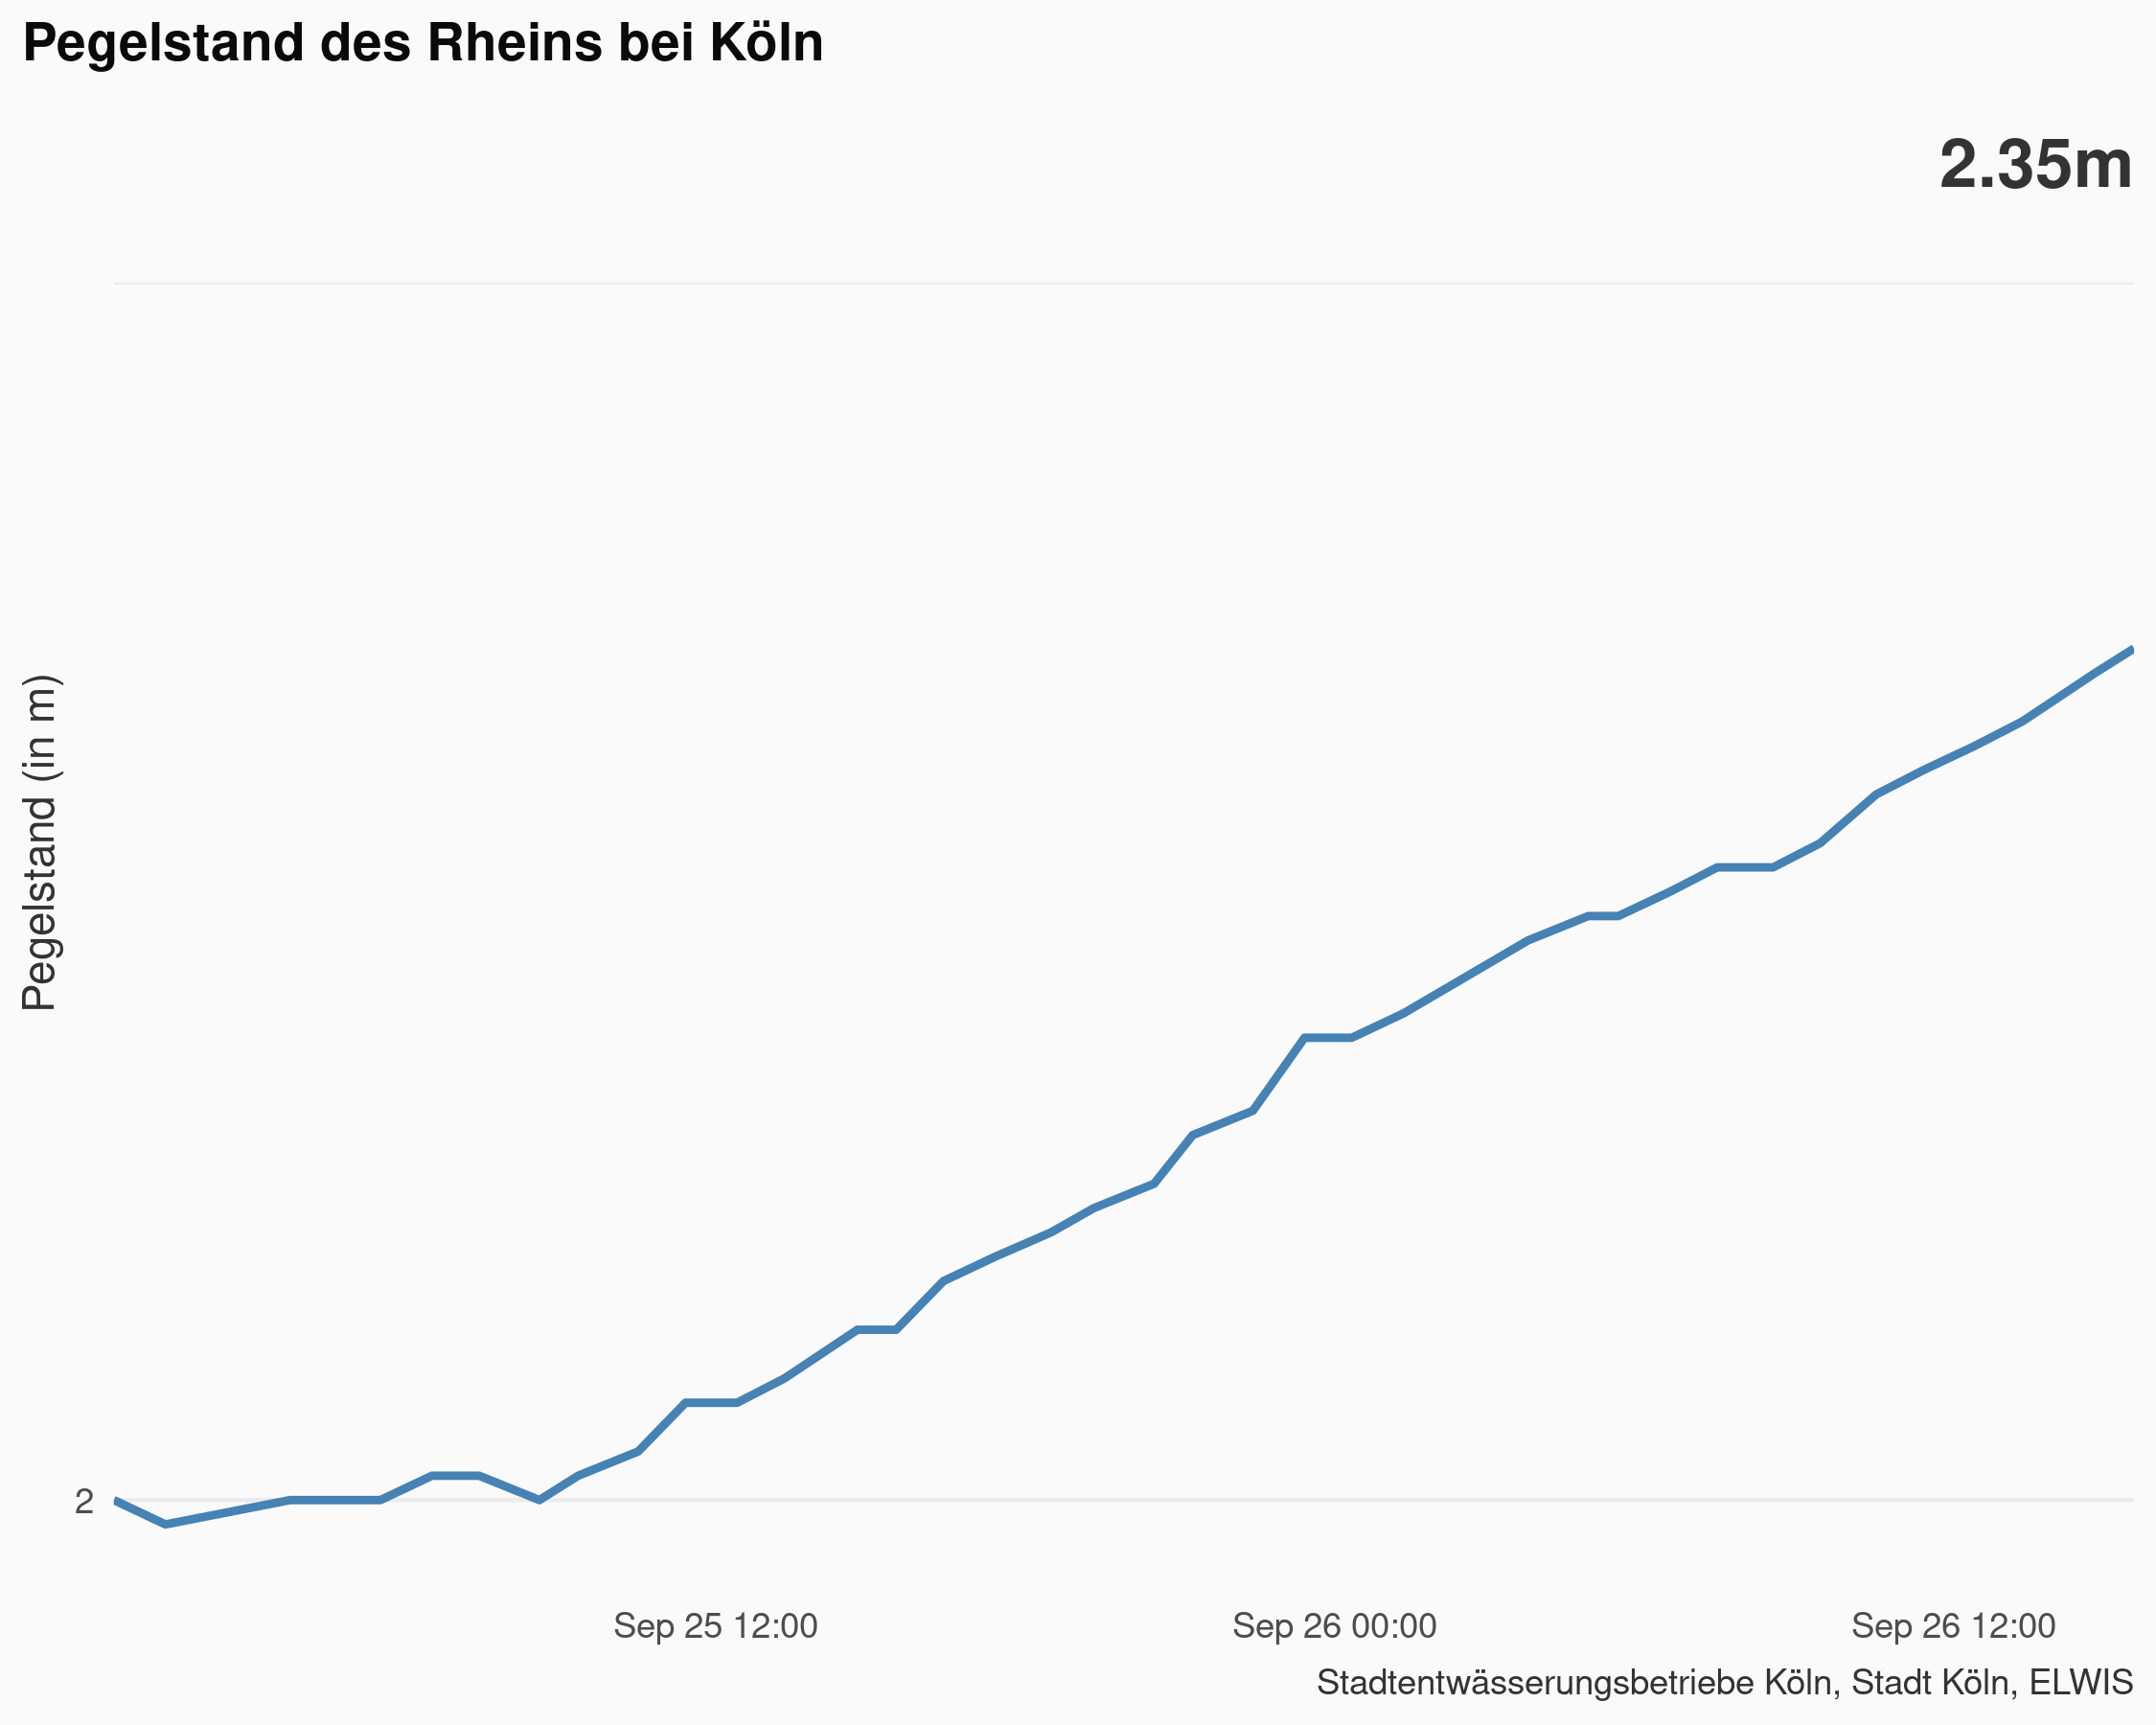 Pegelstand des Rheins bei Köln
2.35m
Pegelstand (in m)
2
Sep 25 12:00
Sep 26 00:00
Sep 26 12:00
Stadtentwässerungsbetriebe Köln, Stadt Köln, ELWIS